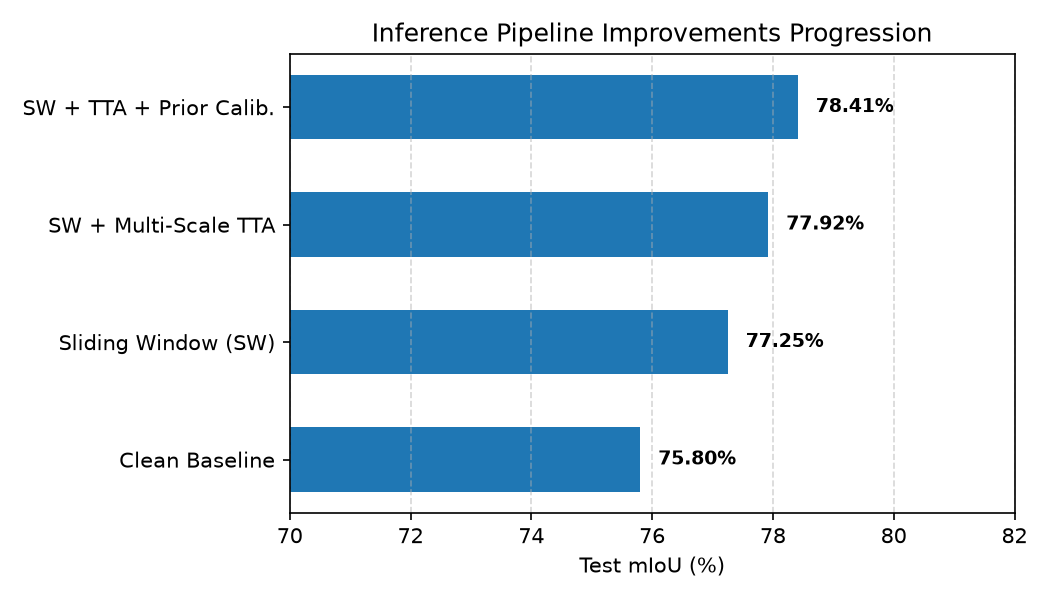 Inference Pipeline Improvements Progression
SW + TTA + Prior Calib.
78.41%
SW + Multi-Scale TTA
77.92%
Sliding Window (SW)
77.25%
Clean Baseline
75.80%
70 72 74 76 78 80 82
Test mIoU (%)